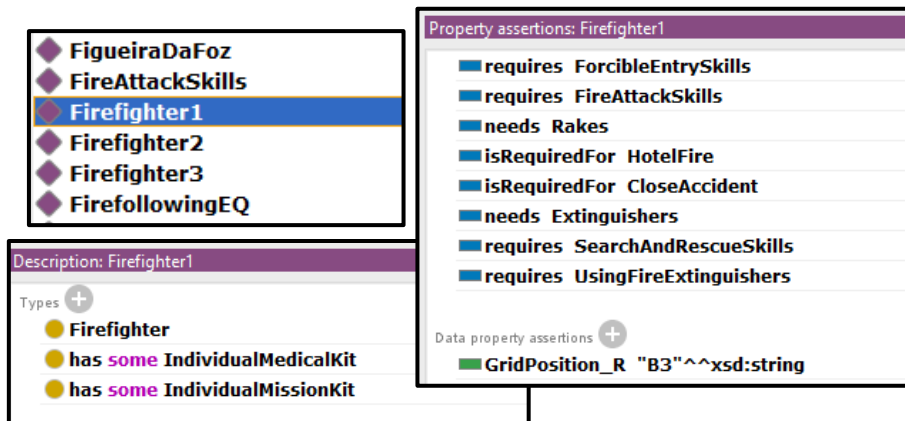 FigueiraDaFoz
FireAttackSkills
Firefighter1
Firefighter2
Firefighter3
FirefollowingEQ
Description: Firefighter1
Types
Firefighter
has some IndividualMedicalKit
has some IndividualMissionKit
Property assertions: Firefighter1
requires ForcibleEntrySkills
requires FireAttackSkills
needs Rakes
isRequiredFor HotelFire
isRequiredFor CloseAccident
needs Extinguishers
requires SearchAndRescueSkills
requires UsingFireExtinguishers
Data property assertions
GridPosition_R "B3"^^xsd:string